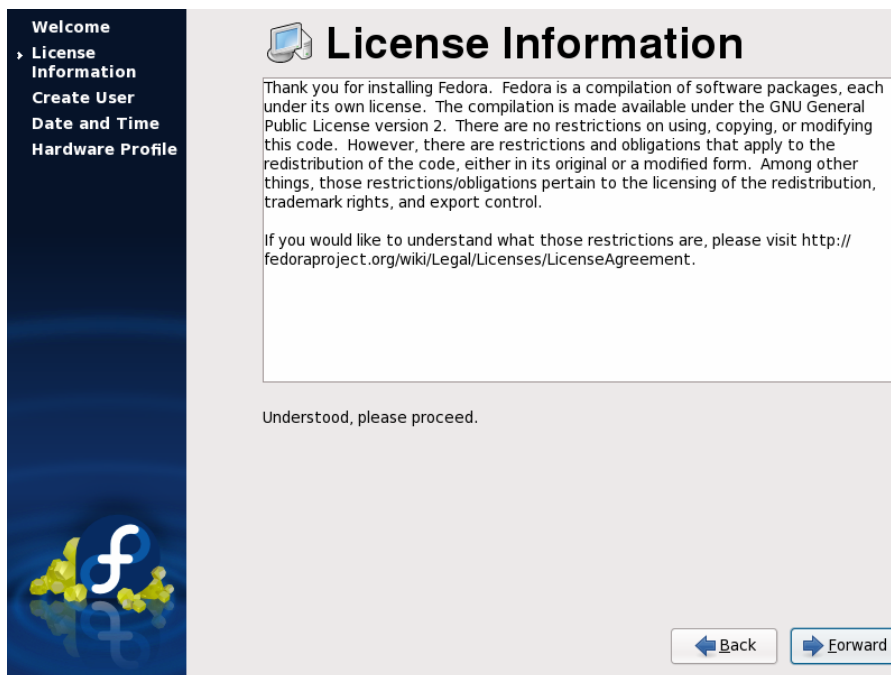 Welcome
License
Information
Create User
Date and Time
Hardware Profile
License Information
Thank you for installing Fedora.  Fedora is a compilation of software packages, each
under its own license.  The compilation is made available under the GNU General
Public License version 2.  There are no restrictions on using, copying, or modifying
this code.  However, there are restrictions and obligations that apply to the
redistribution of the code, either in its original or a modified form.  Among other
things, those restrictions/obligations pertain to the licensing of the redistribution,
trademark rights, and export control.
If you would like to understand what those restrictions are, please visit http://
fedoraproject.org/wiki/Legal/Licenses/LicenseAgreement.
Understood, please proceed.
Back
Forward